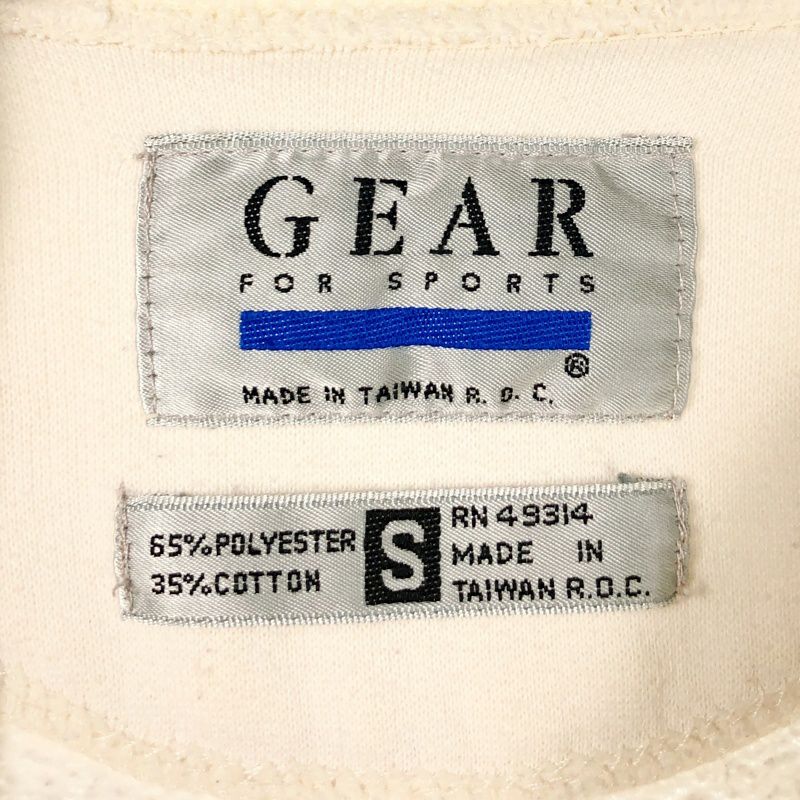 GEAR
FOR SPORTS
®
MADE IN TAIWAN R.O.C.
65% POLYESTER
35% COTTON
S
RN 49314
MADE IN
TAIWAN R.O.C.